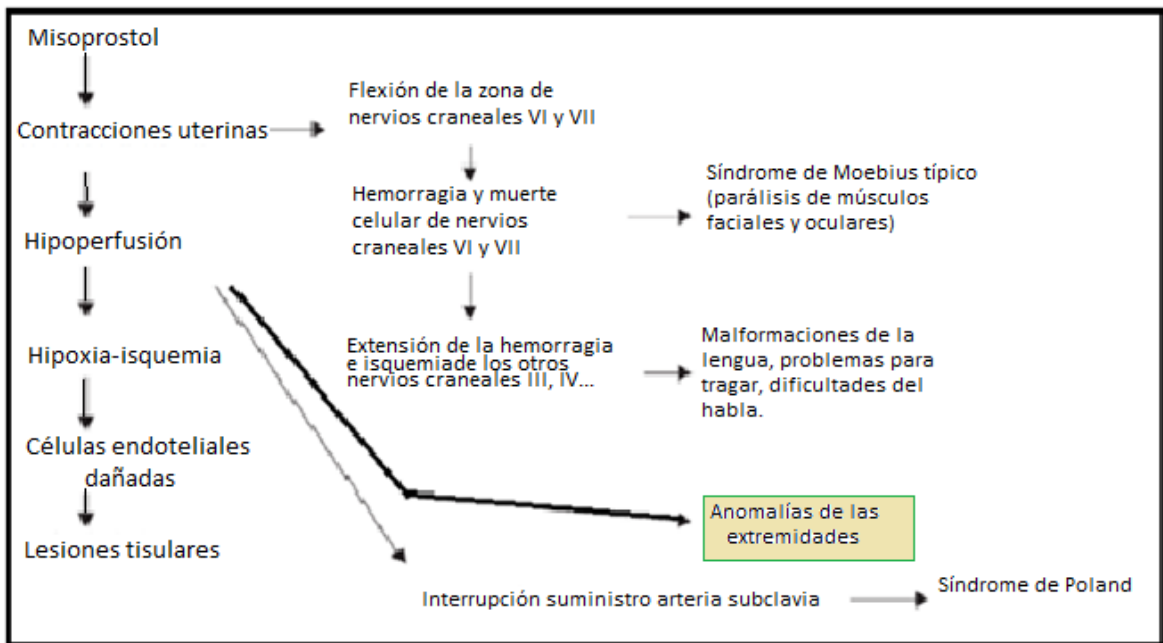 Misoprostol
Contracciones uterinas
Hipoperfusión
Hipoxia-isquemia
Células endoteliales
dañadas
Lesiones tisulares
Flexión de la zona de
nervios craneales VI y VII
Hemorragia y muerte
celular de nervios
craneales VI y VII
Extensión de la hemorragia
e isquemiade los otros
nervios craneales III, IV...
Síndrome de Moebius típico
(parálisis de músculos
faciales y oculares)
Malformaciones de la
lengua, problemas para
tragar, dificultades del
habla.
Anomalías de las
extremidades
Interrupción suministro arteria subclavia
Síndrome de Poland